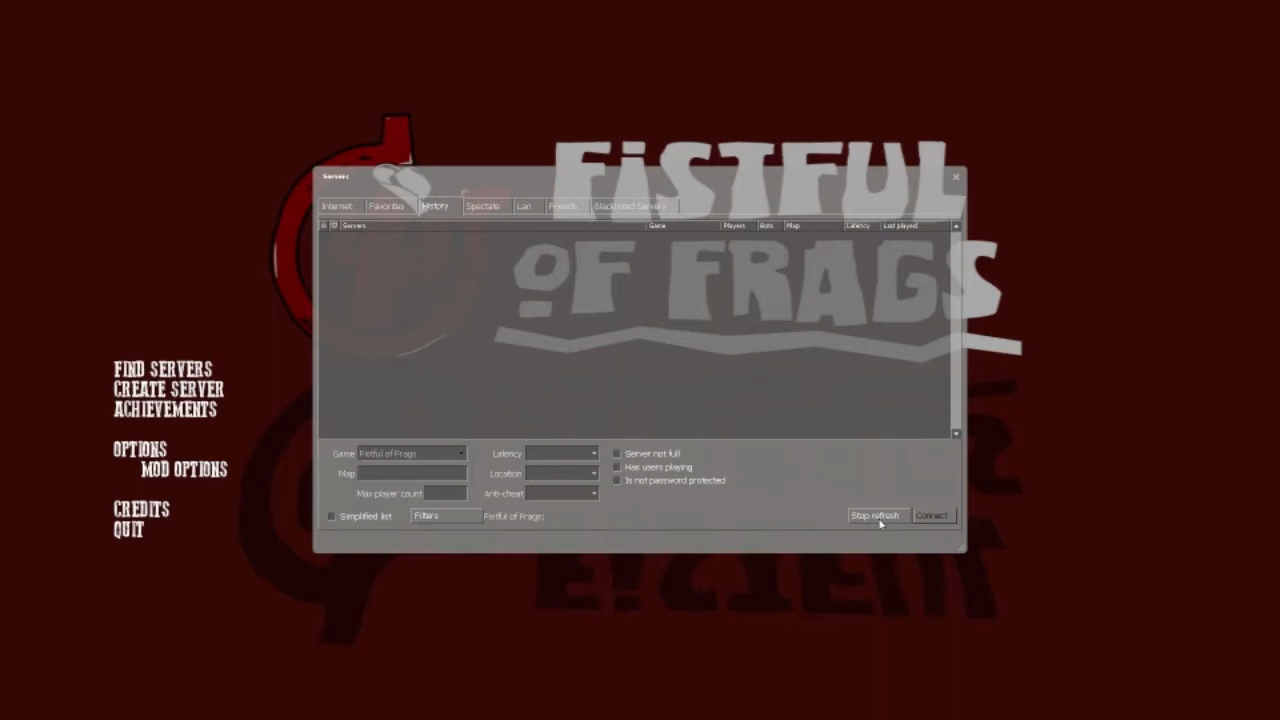 FiSTFUL
OF FRAGS
Servers
Internet Favorites History Spectate Lan Friends Blacklisted Servers
Servers Game Players Bots Map Latency Last played
FIND SERVERS
CREATE SERVER
ACHIEVEMENTS
OPTIONS
MOD OPTIONS
CREDITS
QUIT
Game Fistful of Frags Latency Server not full
Map Location Has users playing
Max player count Anti-cheat Is not password protected
Simplified list Filters Fistful of Frags; Stop refresh Connect